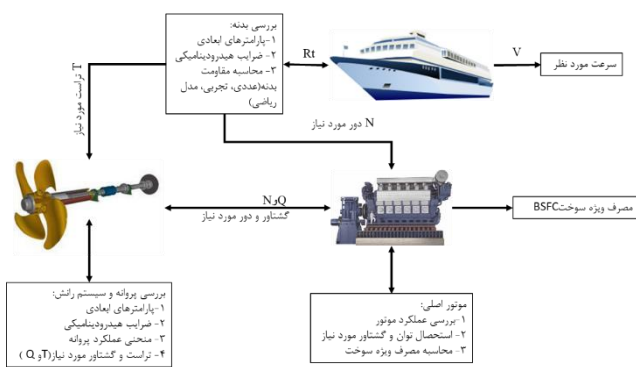 بررسی بدنه:
۱-پارامترهای ابعادی
۲- ضرایب هیدرودینامیکی
۳- محاسبه مقاومت
بدنه(عددی، تجربی، مدل
ریاضی)
Rt
V
سرعت مورد نظر
T تراست مورد نیاز
N دور مورد نیاز
NوQ
گشتاور و دور مورد نیاز
مصرف ویژه سوختBSFC
بررسی پروانه و سیستم رانش:
۱-پارامترهای ابعادی
۲- ضرایب هیدرودینامیکی
۳- منحنی عملکرد پروانه
۴- تراست و گشتاور مورد نیاز(Tو Q )
موتور اصلی:
۱- بررسی عملکرد موتور
۲- استحصال توان و گشتاور مورد نیاز
۳- محاسبه مصرف ویژه سوخت